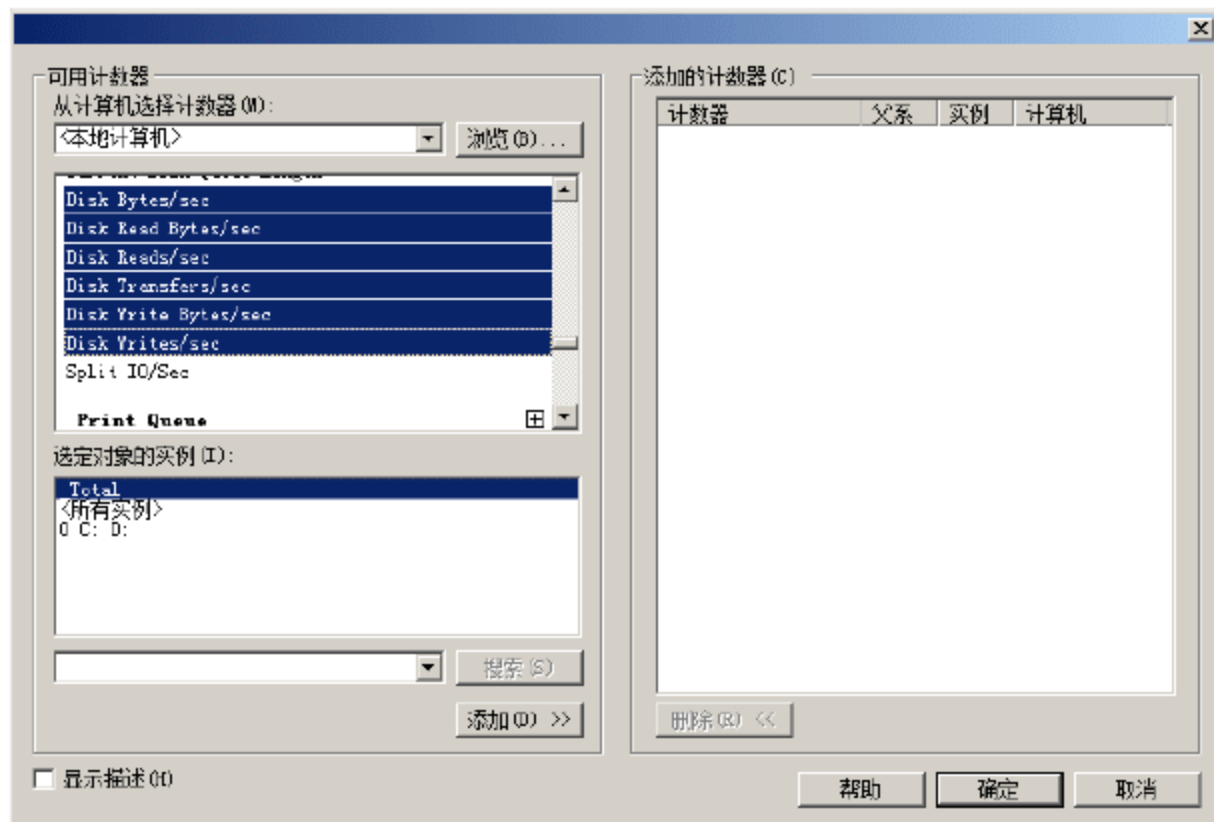 可用计数器
从计算机选择计数器(M):
<本地计算机>
浏览(B)...
Disk Bytes/sec
Disk Read Bytes/sec
Disk Reads/sec
Disk Transfers/sec
Disk Write Bytes/sec
Disk Writes/sec
Split IO/Sec
Print Queue
选定对象的实例(I):
_Total
<所有实例>
0 C: D:
搜索(S)
添加(D) >>
显示描述(H)
添加的计数器(C)
计数器 父系 实例 计算机
删除(R) <<
帮助 确定 取消